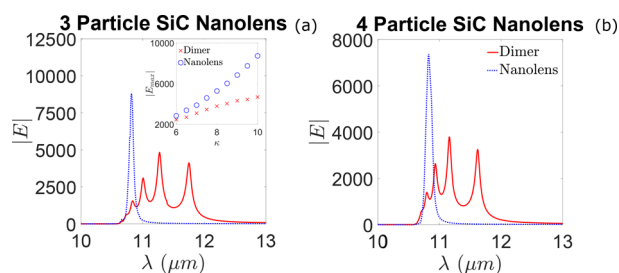 3 Particle SiC Nanolens (a)
12500
10000
7500
5000
2500
0
|E|
10 11 12 13
λ (μm)
10000
6000
2000
|E_max|
6 8 10
κ
× Dimer
○ Nanolens
Dimer
Nanolens
4 Particle SiC Nanolens (b)
8000
6000
4000
2000
0
|E|
10 11 12 13
λ (μm)
Dimer
Nanolens